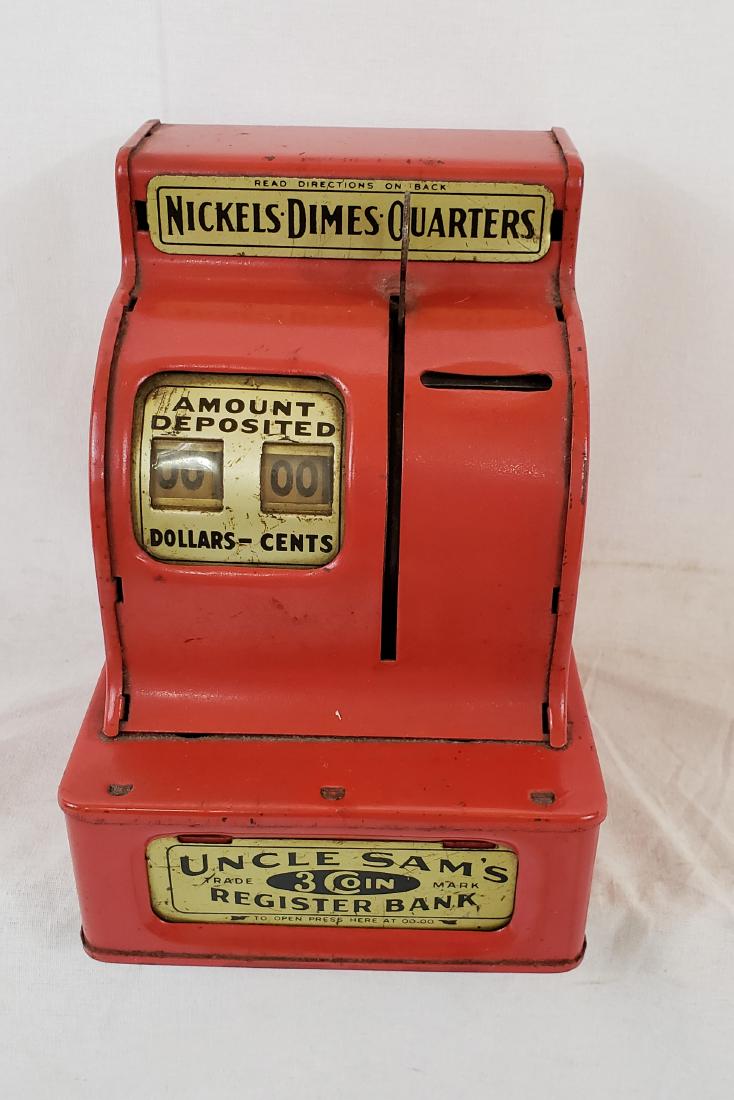 READ DIRECTIONS ON BACK
NICKELS·DIMES·QUARTERS
AMOUNT
DEPOSITED
00 00
DOLLARS— CENTS
UNCLE SAM'S
TRADE 3 COIN MARK
REGISTER BANK
TO OPEN PRESS HERE AT 00.00